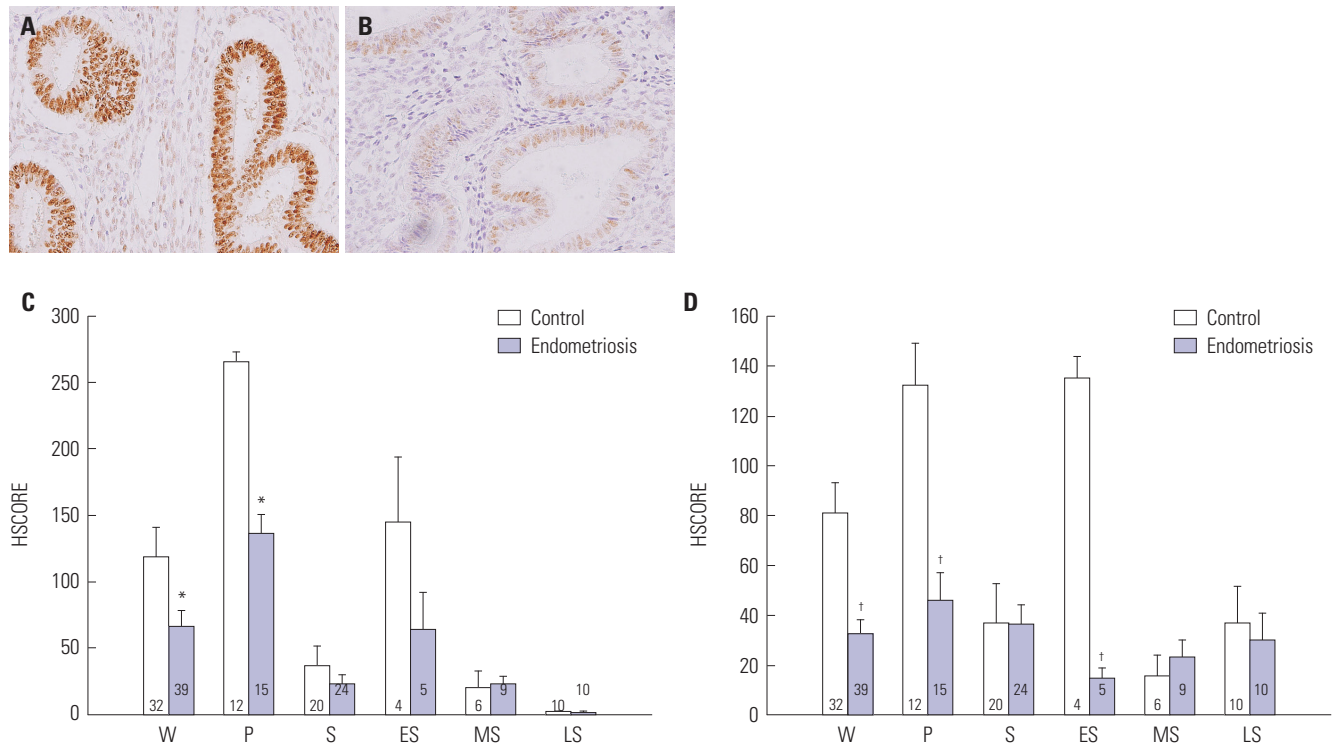 A
B
C
300
250
200
150
100
50
0
HSCORE
Control
Endometriosis
*
*
32
39
12
15
20
24
4
5
6
9
10
10
W
P
S
ES
MS
LS
D
160
140
120
100
80
60
40
20
0
HSCORE
Control
Endometriosis
†
†
†
32
39
12
15
20
24
4
5
6
9
10
10
W
P
S
ES
MS
LS